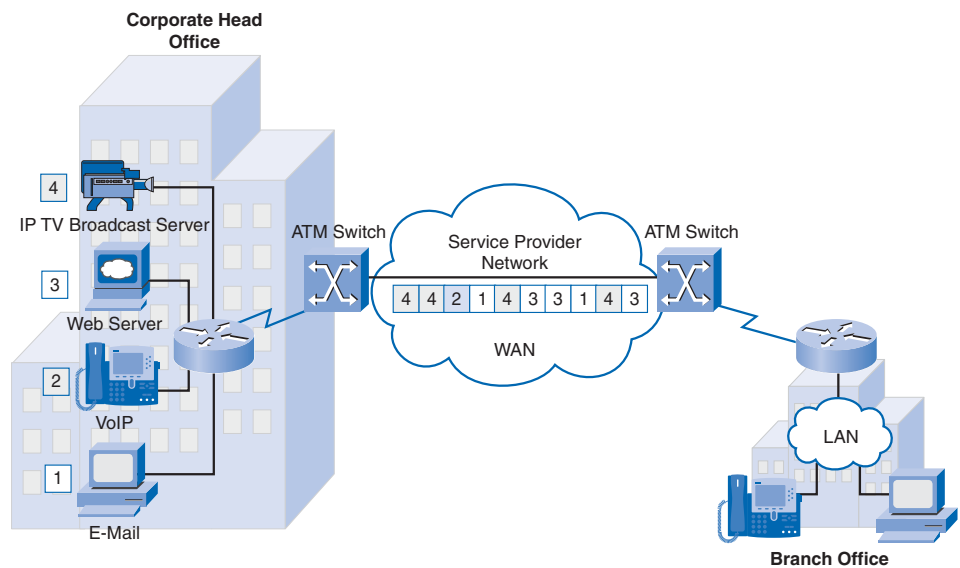 Corporate Head
Office
4
IP TV Broadcast Server
3
Web Server
2
VoIP
1
E-Mail
ATM Switch
Service Provider
Network
4 4 2 1 4 3 3 1 4 3
WAN
ATM Switch
LAN
Branch Office